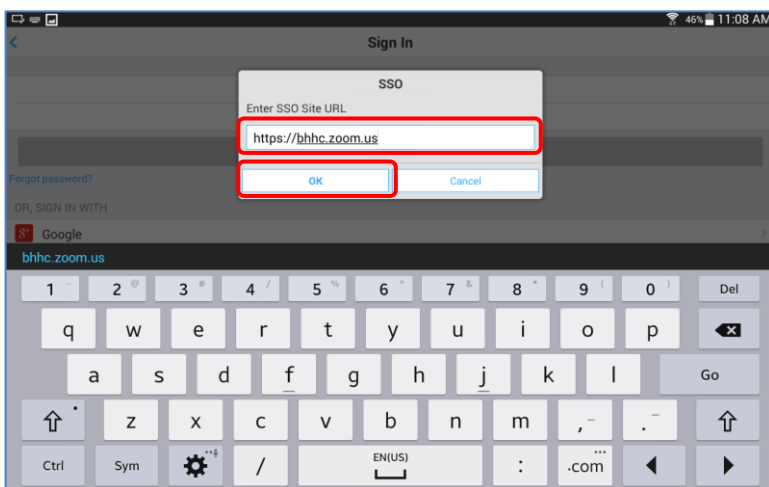 46% 11:08 AM
Sign In
SSO
Enter SSO Site URL
https://bhhc.zoom.us
OK Cancel
Forgot password?
OR, SIGN IN WITH
8+ Google
bhhc.zoom.us
1 - 2 @ 3 # 4 / 5 % 6 ^ 7 & 8 * 9 ( 0 ) Del
q w e r t y u i o p
a s d f g h j k l Go
z x c v b n m , - . -
Ctrl Sym / EN(US) : .com